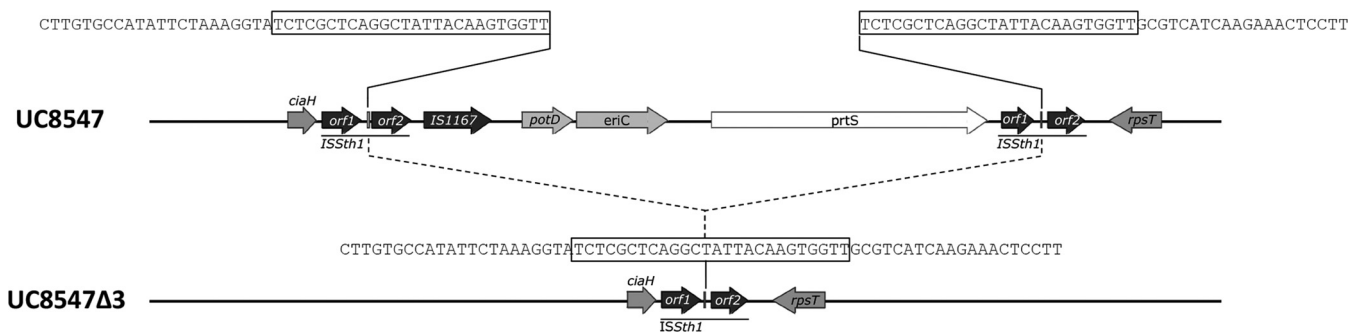 CTTGTGCCATATTCTAAAGGTATCTCGCTCAGGCTATTACAAGTGGTT TCTCGCTCAGGCTATTACAAGTGGTTGCGTCATCAAGAAACTCCTT
ciaH
UC8547 orf1 orf2 IS1167 potD eriC prtS orf1 orf2 rpsT
ISSth1 ISSth1
CTTGTGCCATATTCTAAAGGTATCTCGCTCAGGCTATTACAAGTGGTTGCGTCATCAAGAAACTCCTT
ciaH
UC8547Δ3 orf1 orf2 rpsT
ISSth1